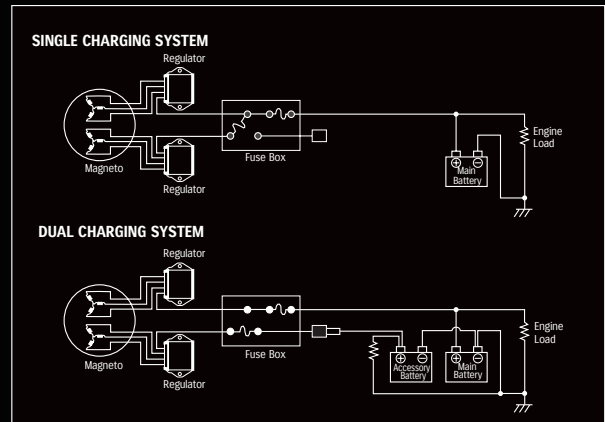 SINGLE CHARGING SYSTEM
Regulator
Magneto
Regulator
Fuse Box
Main
Battery
Engine
Load
DUAL CHARGING SYSTEM
Regulator
Magneto
Regulator
Fuse Box
Accessory
Battery
Main
Battery
Engine
Load